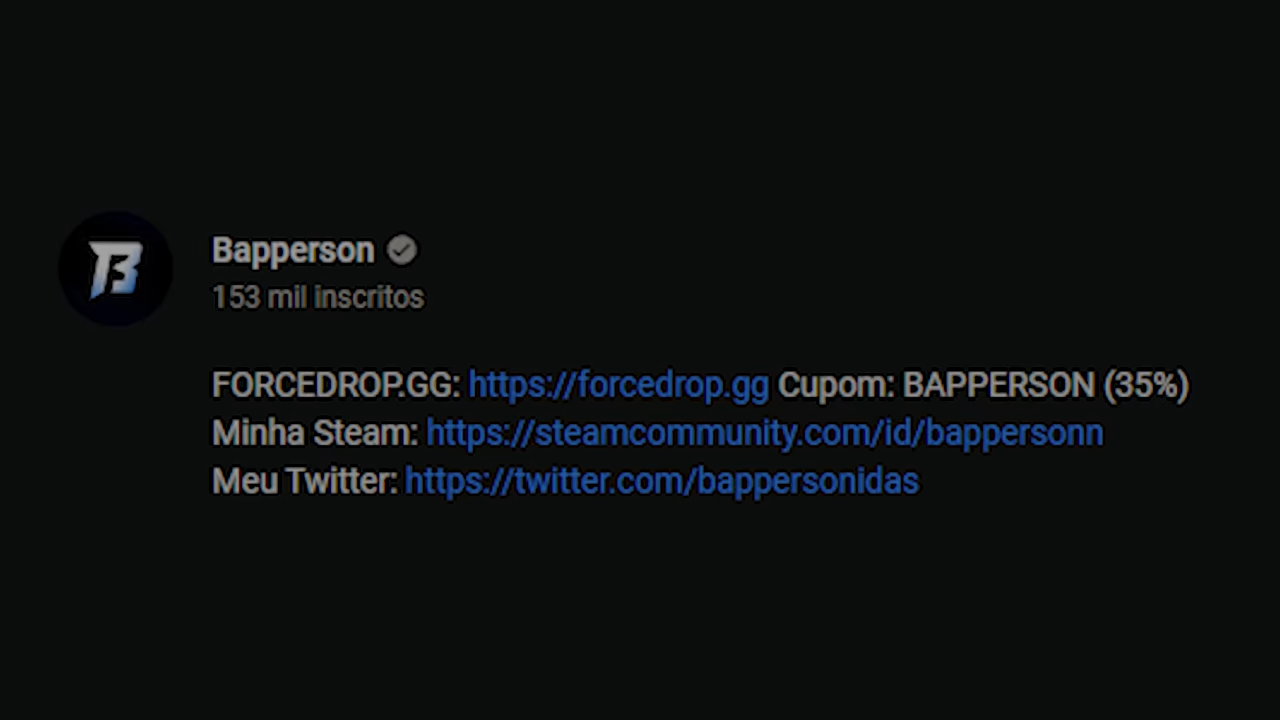 Bapperson
153 mil inscritos
FORCEDROP.GG: https://forcedrop.gg Cupom: BAPPERSON (35%)
Minha Steam: https://steamcommunity.com/id/bappersonn
Meu Twitter: https://twitter.com/bappersonidas